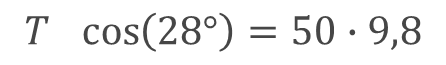 T cos(28°) = 50 · 9,8